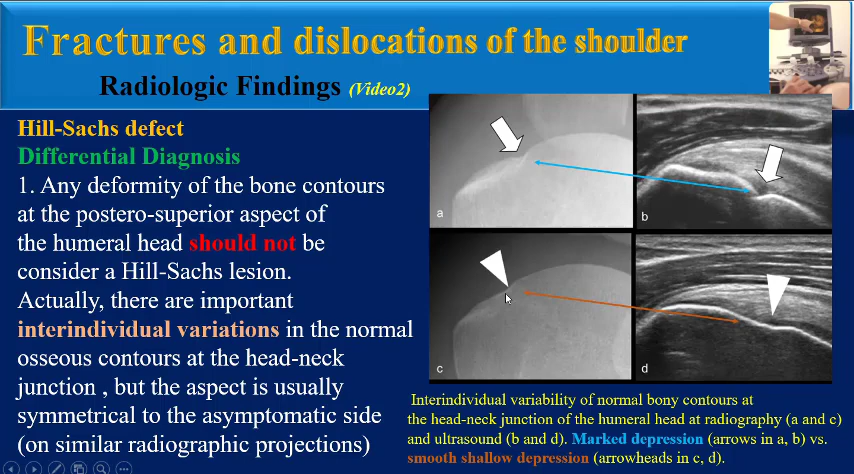 Fractures and dislocations of the shoulder
Radiologic Findings (Video2)
Hill-Sachs defect
Differential Diagnosis
1. Any deformity of the bone contours
at the postero-superior aspect of
the humeral head should not be
consider a Hill-Sachs lesion.
Actually, there are important
interindividual variations in the normal
osseous contours at the head-neck
junction , but the aspect is usually
symmetrical to the asymptomatic side
(on similar radiographic projections)
a
b
c
d
Interindividual variability of normal bony contours at
the head-neck junction of the humeral head at radiography (a and c)
and ultrasound (b and d). Marked depression (arrows in a, b) vs.
smooth shallow depression (arrowheads in c, d).